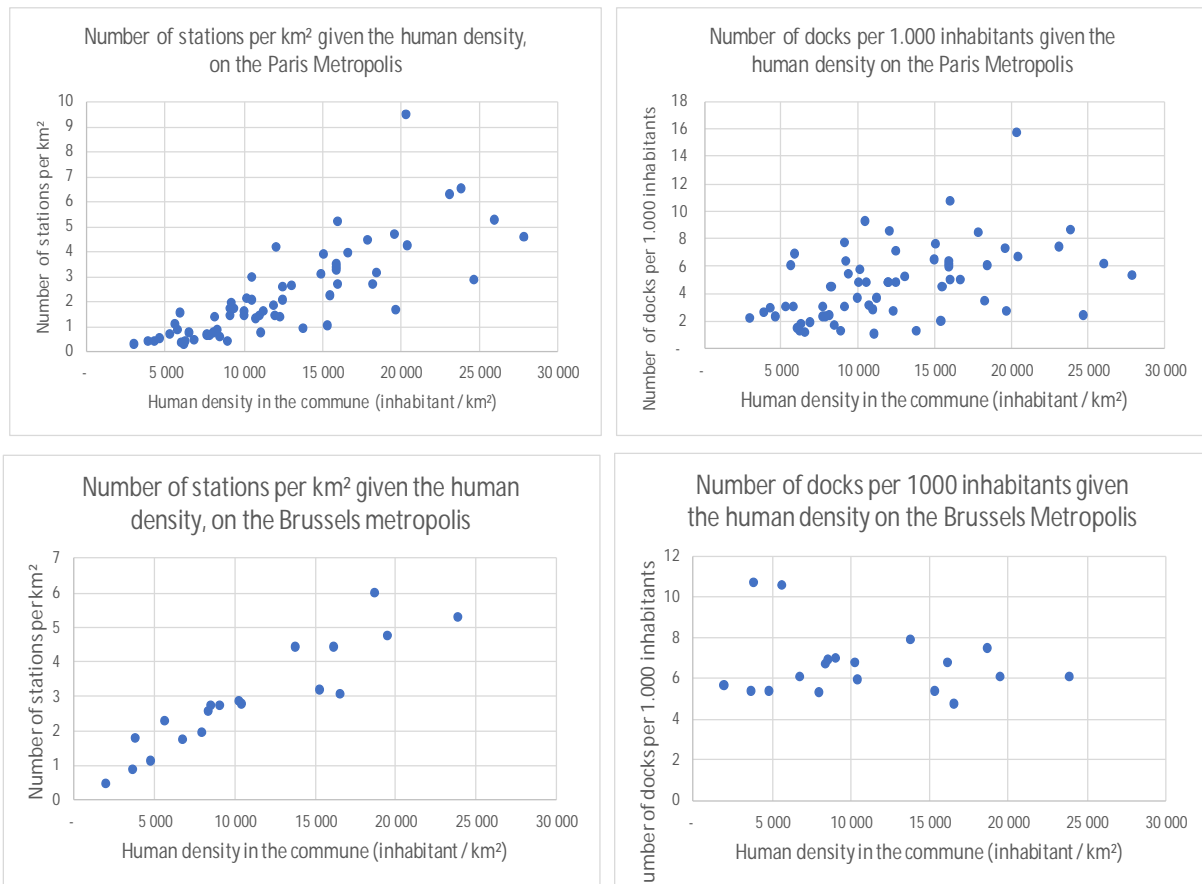 Number of stations per km² given the human density,
on the Paris Metropolis
Number of stations per km²
10
9
8
7
6
5
4
3
2
1
0
- 5 000 10 000 15 000 20 000 25 000 30 000
Human density in the commune (inhabitant / km²)
Number of docks per 1.000 inhabitants given the
human density on the Paris Metropolis
Number of docks per 1.000 inhabitants
18
16
14
12
10
8
6
4
2
-
- 5 000 10 000 15 000 20 000 25 000 30 000
Human density in the commune (inhabitant / km²)
Number of stations per km² given the human
density, on the Brussels metropolis
Number of stations per km²
7
6
5
4
3
2
1
0
- 5 000 10 000 15 000 20 000 25 000 30 000
Human density in the commune (inhabitant / km²)
Number of docks per 1000 inhabitants given
the human density on the Brussels Metropolis
umber of docks per 1.000 inhabitants
12
10
8
6
4
2
0
- 5 000 10 000 15 000 20 000 25 000 30 000
Human density in the commune (inhabitant / km²)